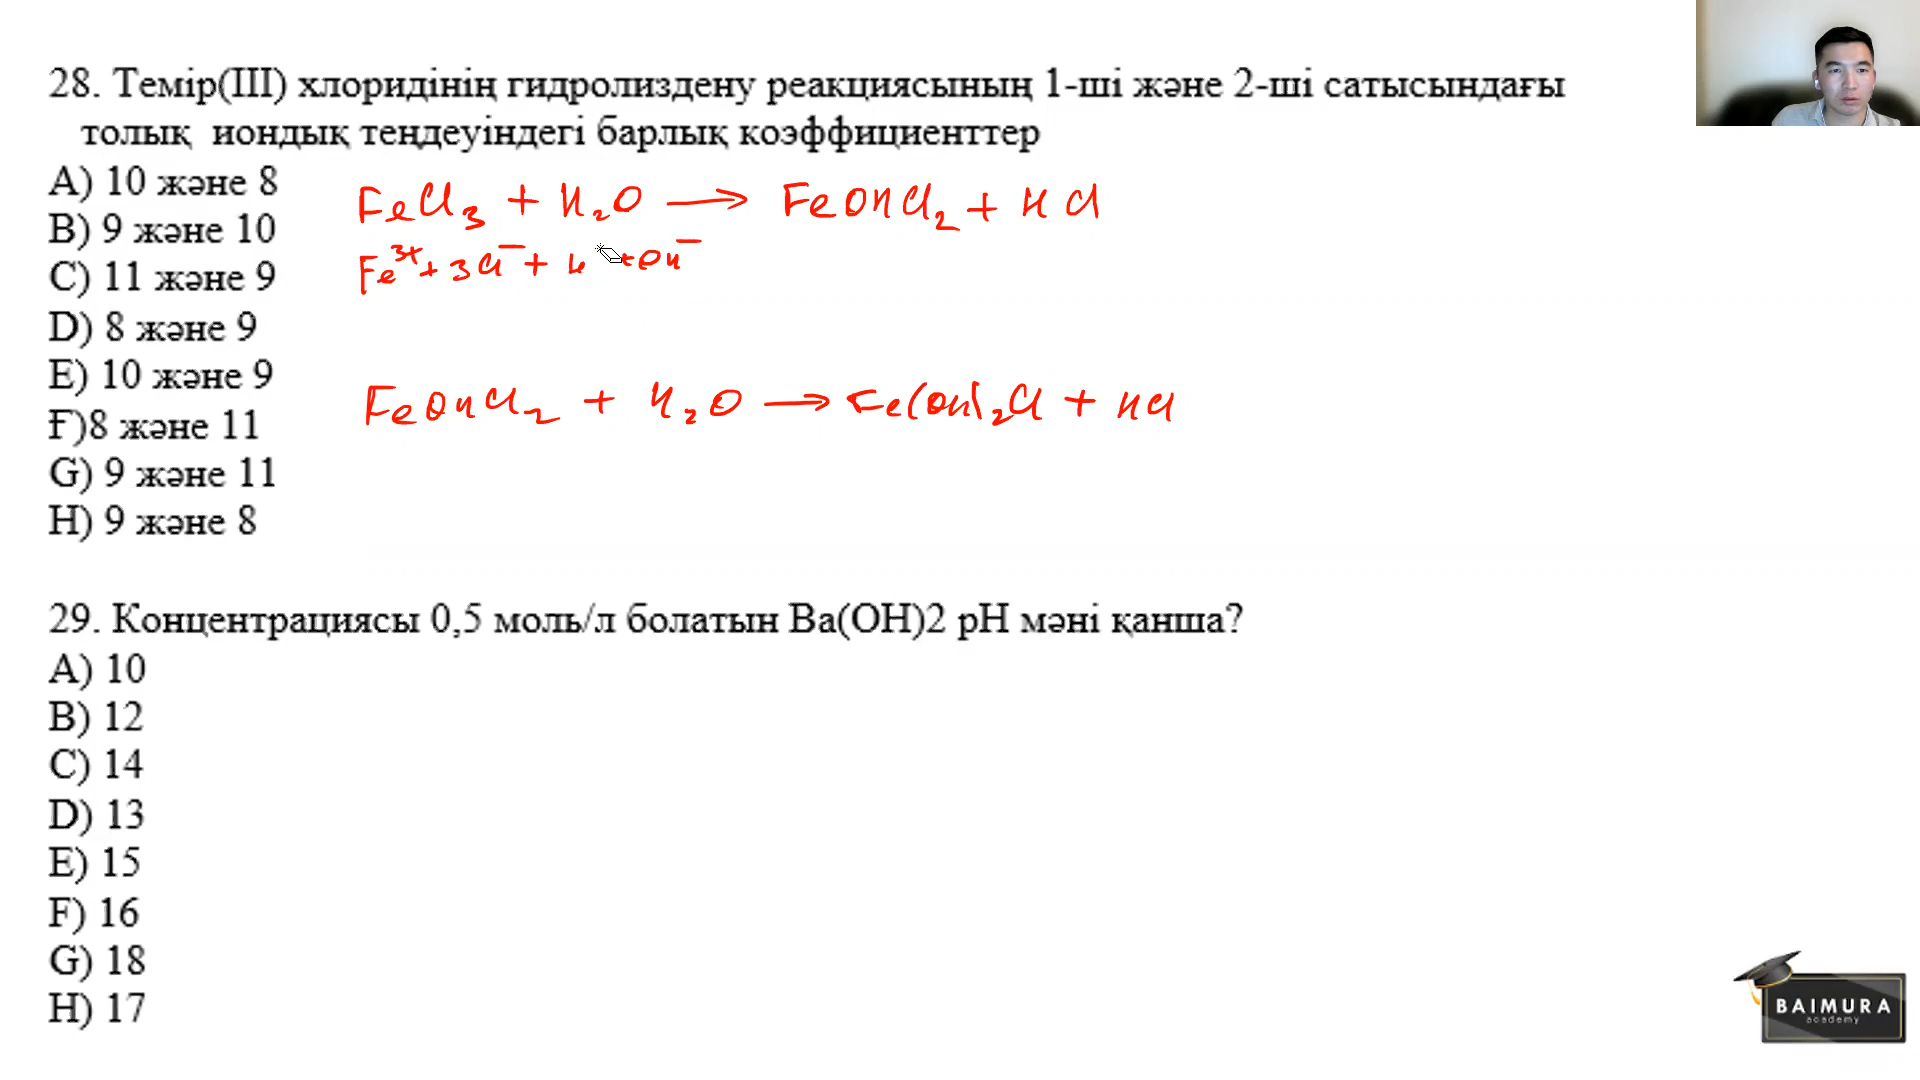 28. Темір(III) хлоридінің гидролиздену реакциясының 1-ші және 2-ші сатысындағы
толық иондық теңдеуіндегі барлық коэффициенттер
A) 10 және 8
B) 9 және 10
C) 11 және 9
D) 8 және 9
E) 10 және 9
F)8 және 11
G) 9 және 11
H) 9 және 8
FeCl₃ + H₂O → FeOHCl₂ + HCl
Fe³⁺ + 3Cl⁻ + H + OH⁻
FeOHCl₂ + H₂O → Fe(OH)₂Cl + HCl
29. Концентрациясы 0,5 моль/л болатын Ba(OH)2 pH мәні қанша?
A) 10
B) 12
C) 14
D) 13
E) 15
F) 16
G) 18
H) 17
BAIMURA
academy